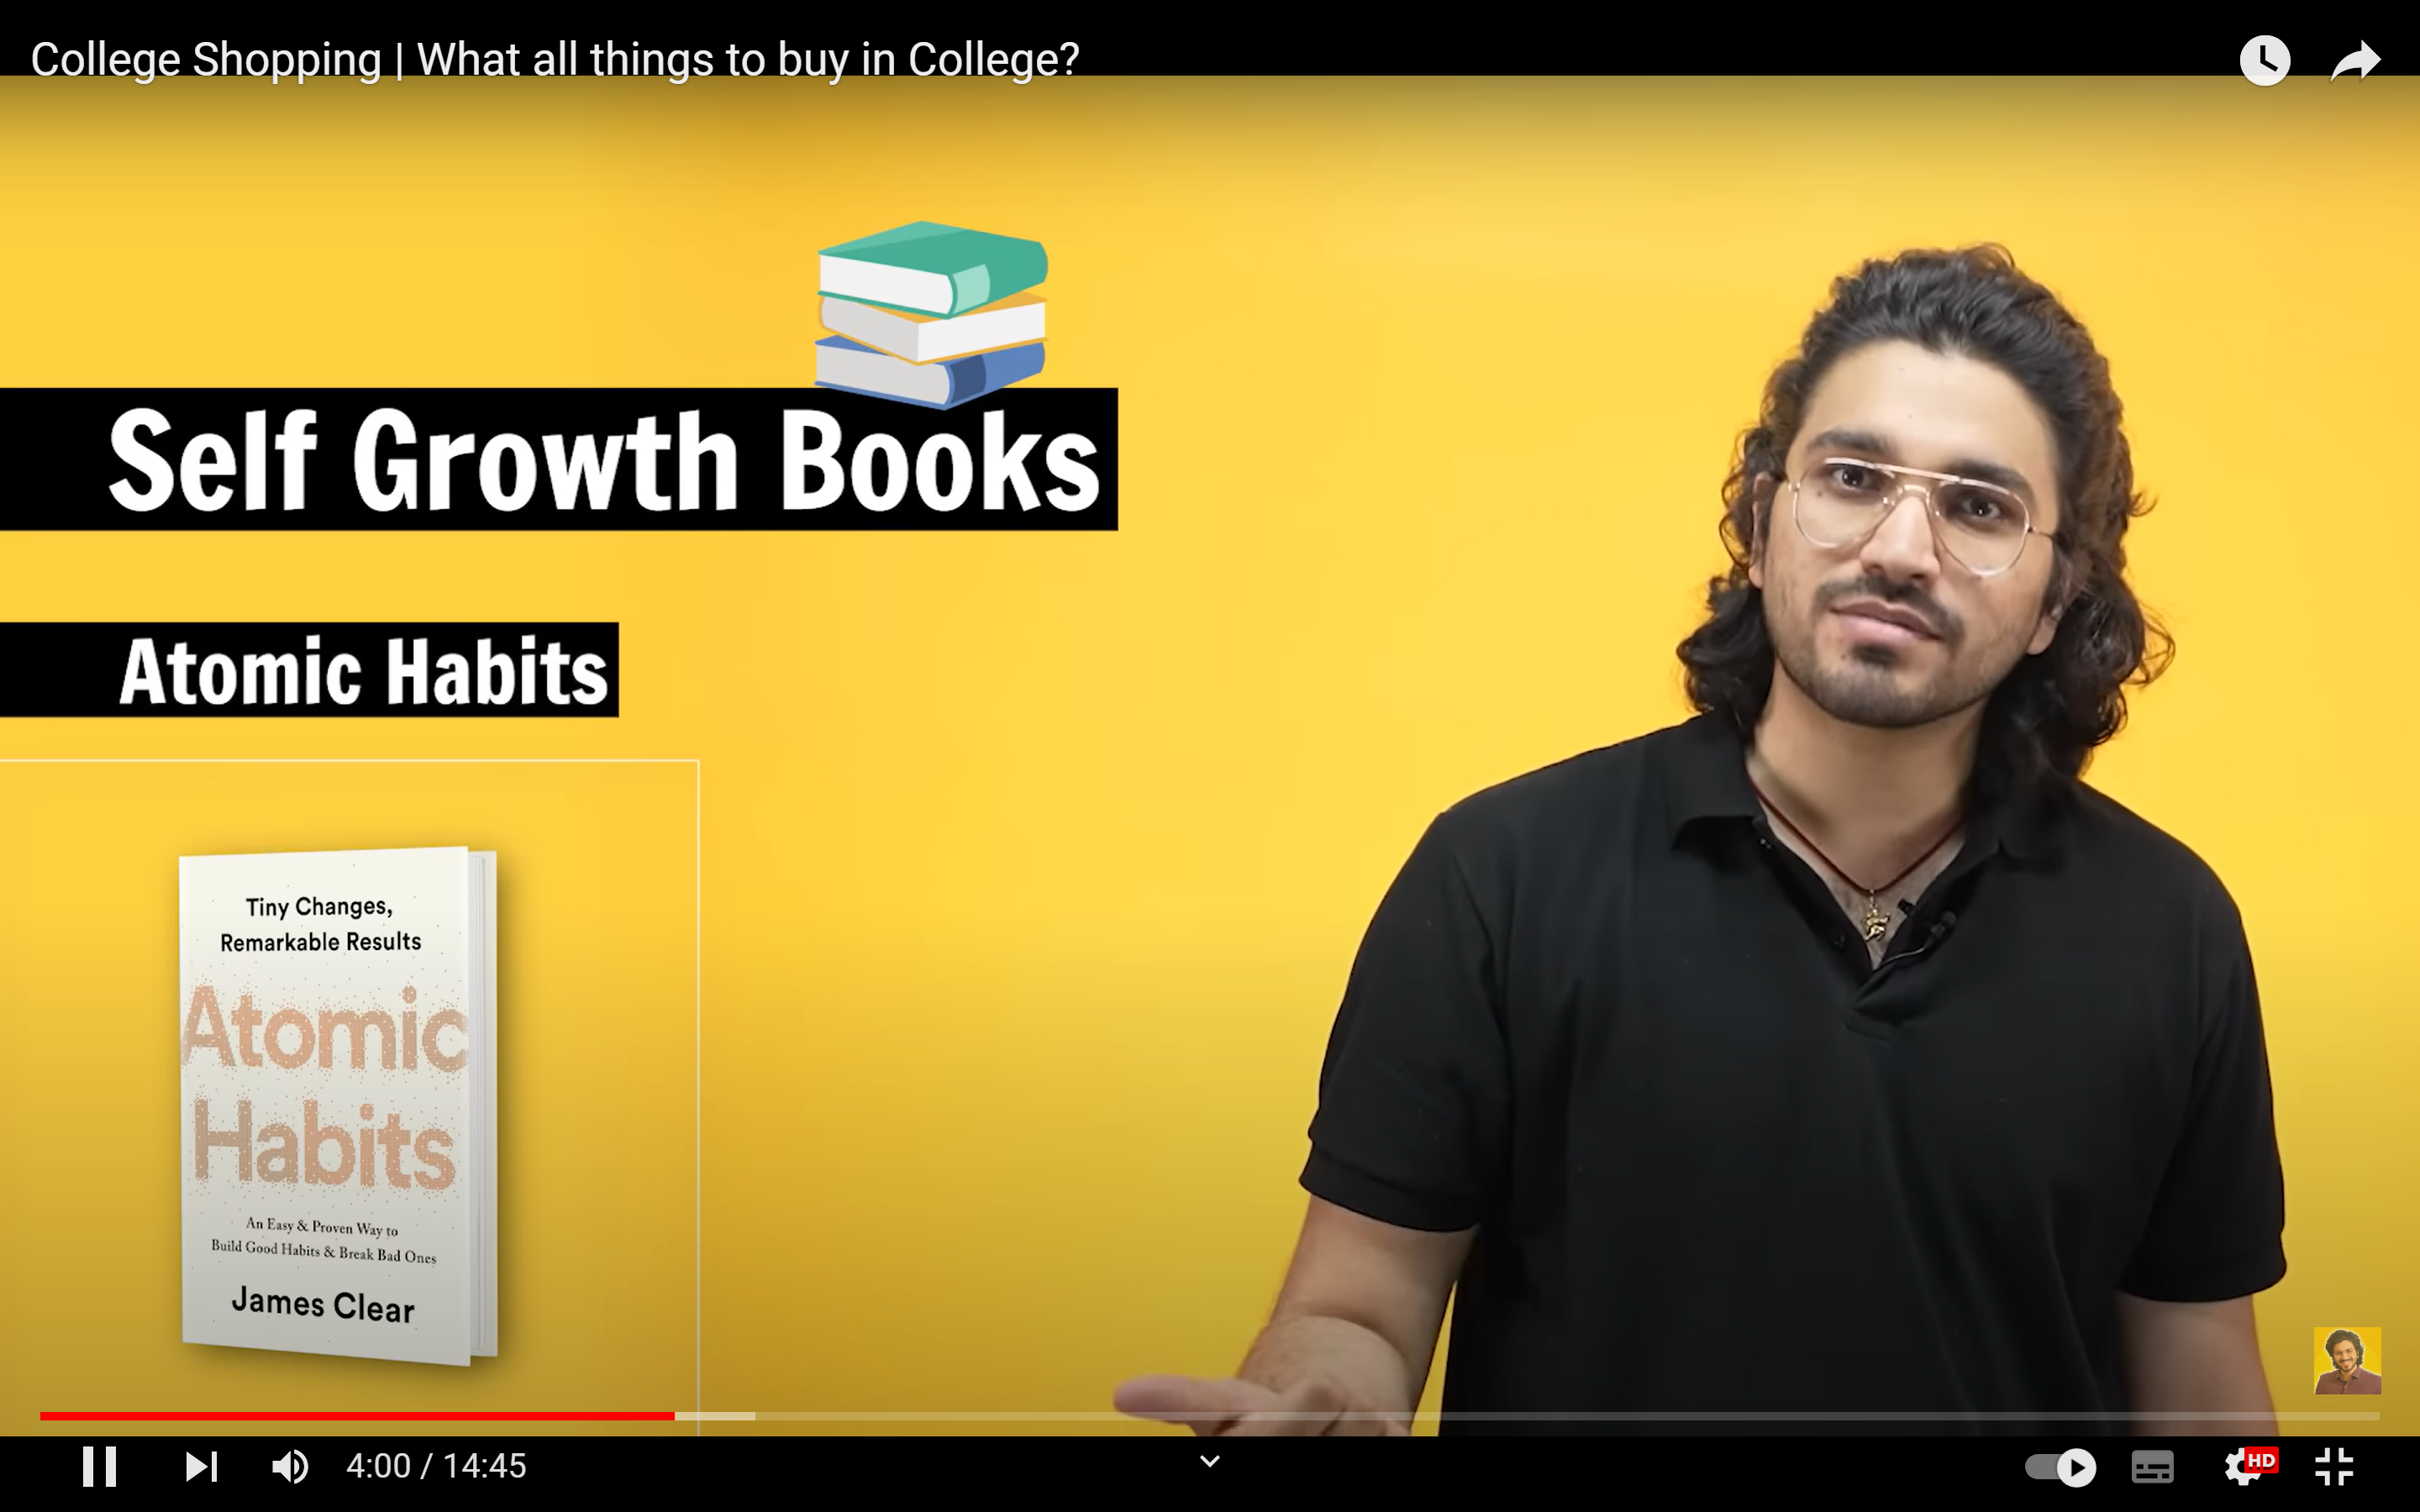 College Shopping | What all things to buy in College?
Self Growth Books
Atomic Habits
Tiny Changes,
Remarkable Results
Atomic
Habits
An Easy & Proven Way to
Build Good Habits & Break Bad Ones
James Clear
4:00 / 14:45
HD